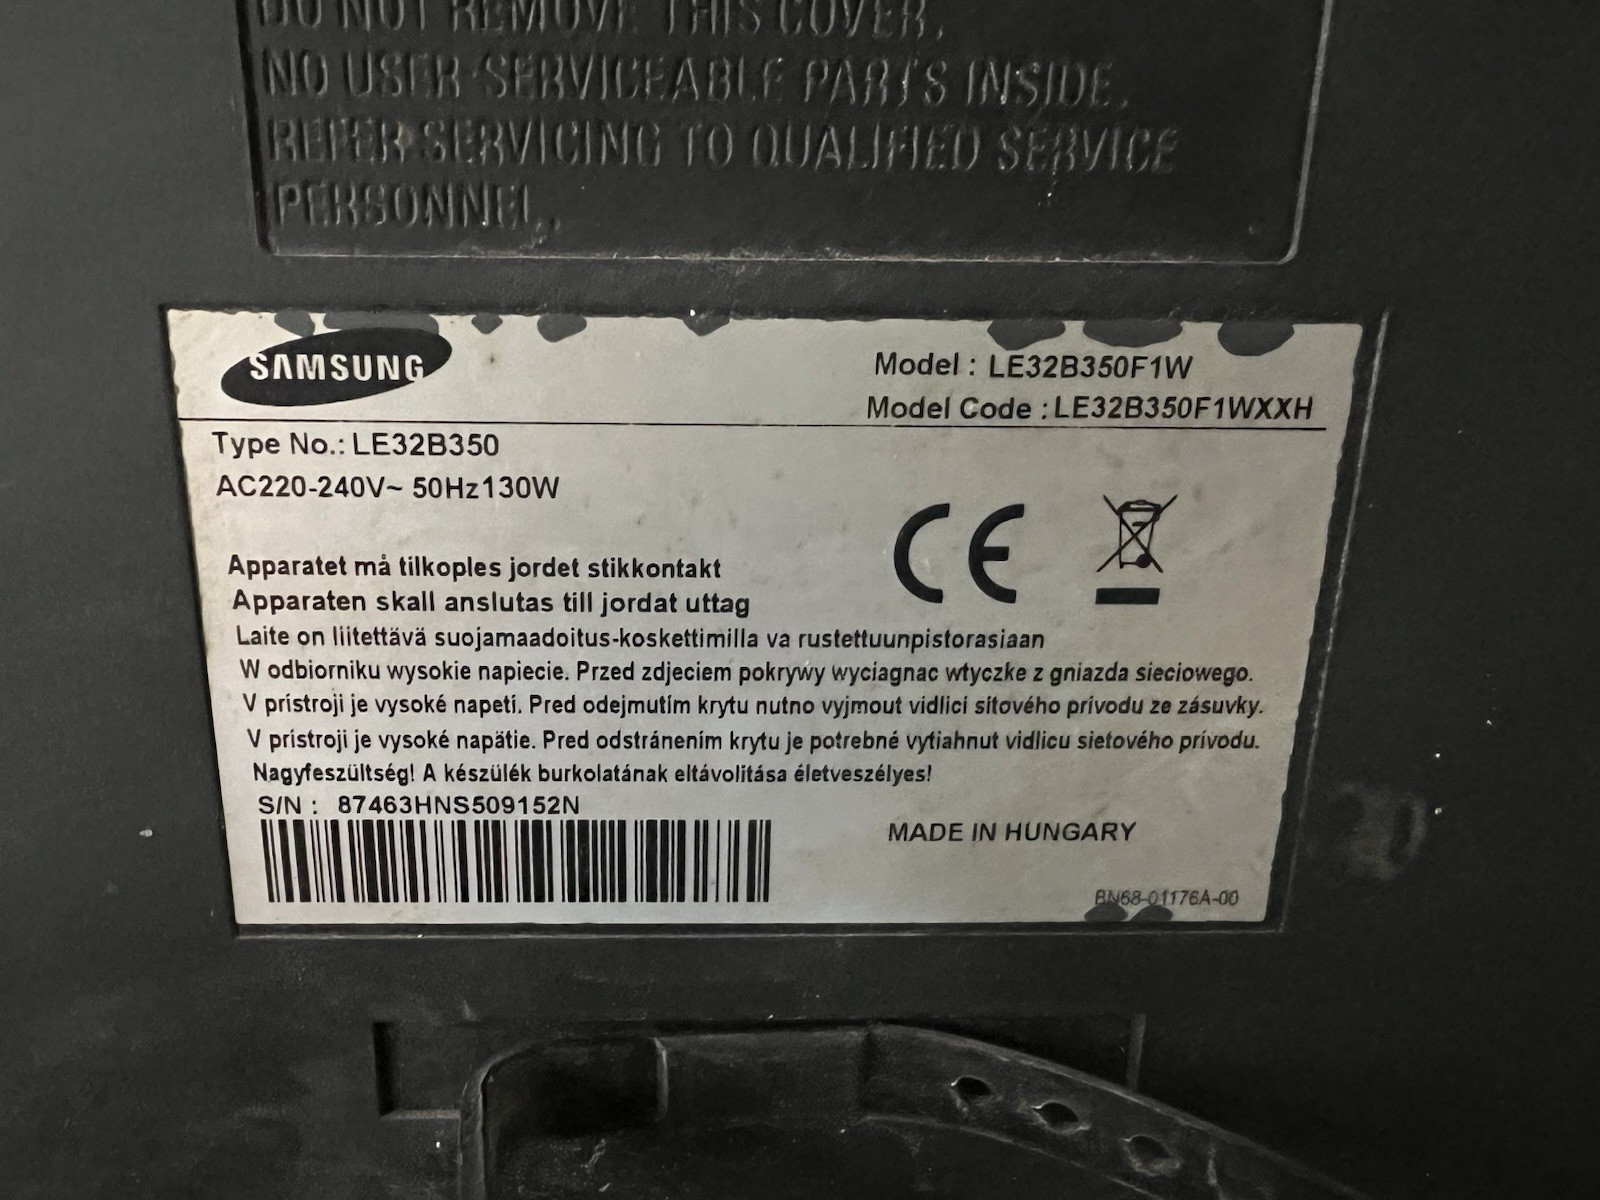 DO NOT REMOVE THIS COVER.
NO USER-SERVICEABLE PARTS INSIDE.
REFER SERVICING TO QUALIFIED SERVICE
PERSONNEL.
SAMSUNG
Model : LE32B350F1W
Model Code : LE32B350F1WXXH
Type No.: LE32B350
AC220-240V~ 50Hz130W
CE
Apparatet må tilkoples jordet stikkontakt
Apparaten skall anslutas till jordat uttag
Laite on liitettävä suojamaadoitus-koskettimilla va rustettuunpistorasiaan
W odbiorniku wysokie napiecie. Przed zdjeciem pokrywy wyciagnac wtyczke z gniazda sieciowego.
V prístroji je vysoké napetí. Pred odejmutím krytu nutno vyjmout vidlici sítového prívodu ze zásuvky.
V prístroji je vysoké napätie. Pred odstránením krytu je potrebné vytiahnut vidlicu sietového prívodu.
Nagyfeszültség! A készülék burkolatának eltávolitása életveszélyes!
S/N : 87463HNS509152N
MADE IN HUNGARY
BN68-01176A-00